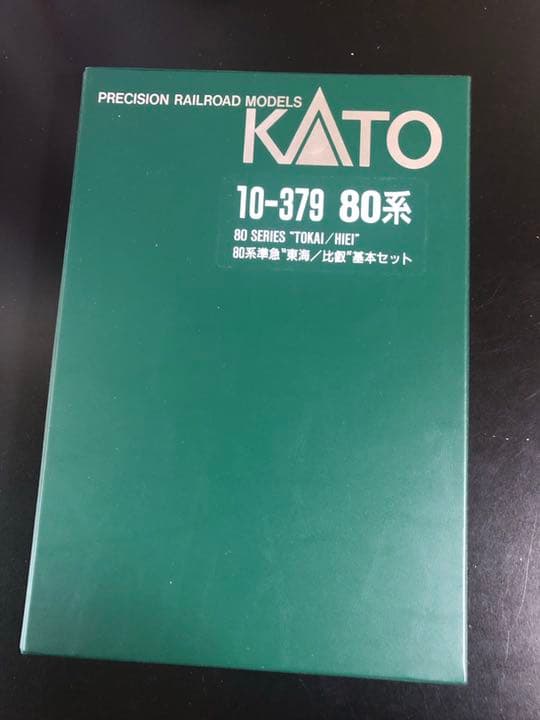 PRECISION RAILROAD MODELS
KATO
10-379 80系
80 SERIES "TOKAI/HIEI"
80系準急"東海/比叡"基本セット